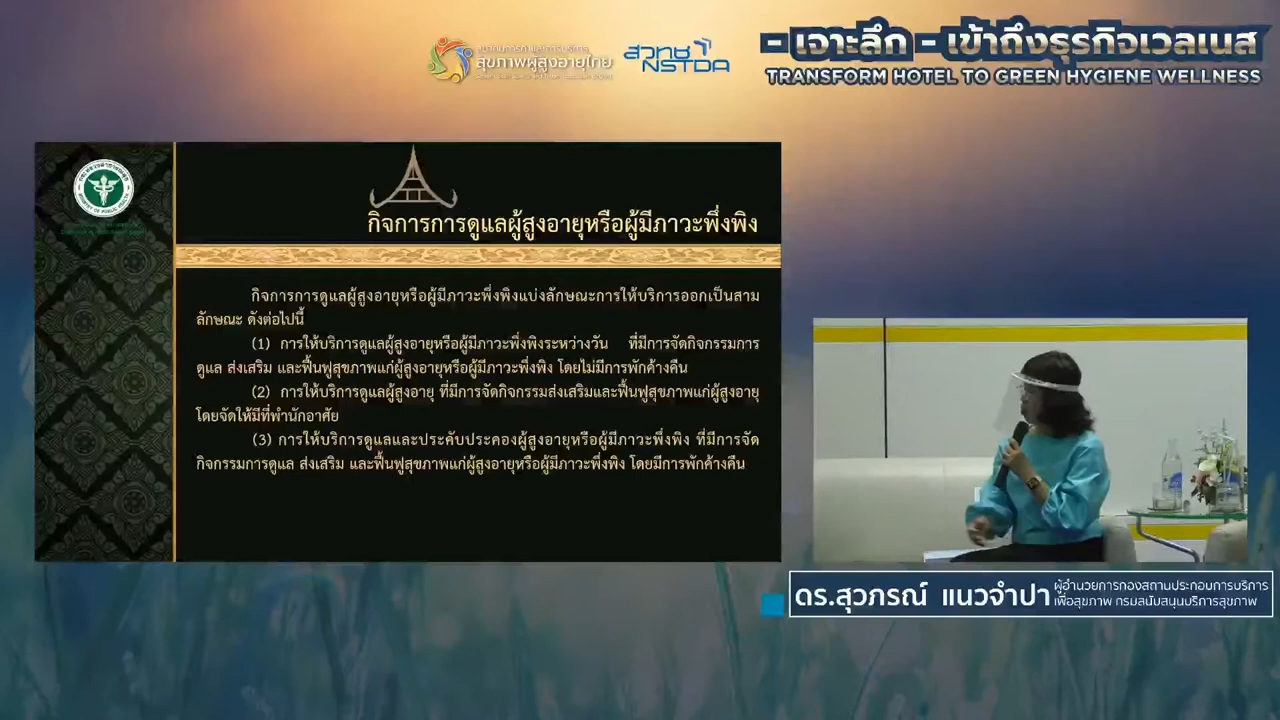 สุขภาพผู้สูงอายุไทย
สวทช
NSTDA
- เจาะลึก - เข้าถึงธุรกิจเวลเนส
TRANSFORM HOTEL TO GREEN HYGIENE WELLNESS
กิจการการดูแลผู้สูงอายุหรือผู้มีภาวะพึ่งพิง
กิจการการดูแลผู้สูงอายุหรือผู้มีภาวะพึ่งพิงแบ่งลักษณะการให้บริการออกเป็นสาม
ลักษณะ ดังต่อไปนี้
(1) การให้บริการดูแลผู้สูงอายุหรือผู้มีภาวะพึ่งพิงระหว่างวัน ที่มีการจัดกิจกรรมการ
ดูแล ส่งเสริม และฟื้นฟูสุขภาพแก่ผู้สูงอายุหรือผู้มีภาวะพึ่งพิง โดยไม่มีการพักค้างคืน
(2) การให้บริการดูแลผู้สูงอายุ ที่มีการจัดกิจกรรมส่งเสริมและฟื้นฟูสุขภาพแก่ผู้สูงอายุ
โดยจัดให้มีที่พำนักอาศัย
(3) การให้บริการดูแลและประคับประคองผู้สูงอายุหรือผู้มีภาวะพึ่งพิง ที่มีการจัด
กิจกรรมการดูแล ส่งเสริม และฟื้นฟูสุขภาพแก่ผู้สูงอายุหรือผู้มีภาวะพึ่งพิง โดยมีการพักค้างคืน
ดร.สุวภรณ์ แนวจำปา
ผู้อำนวยการกองสถานประกอบการบริการ
เพื่อสุขภาพ กรมสนับสนุนบริการสุขภาพ